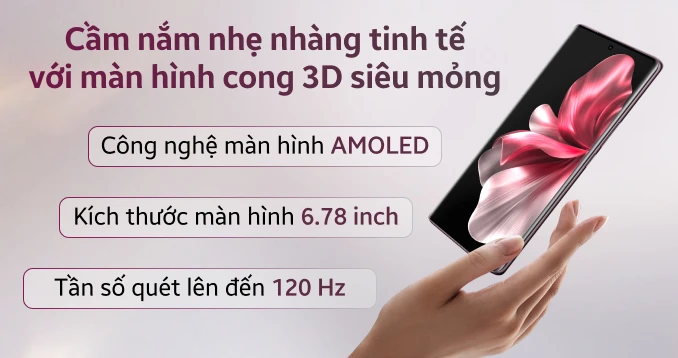 Cầm nắm nhẹ nhàng tinh tế
với màn hình cong 3D siêu mỏng
Công nghệ màn hình AMOLED
Kích thước màn hình 6.78 inch
Tần số quét lên đến 120 Hz